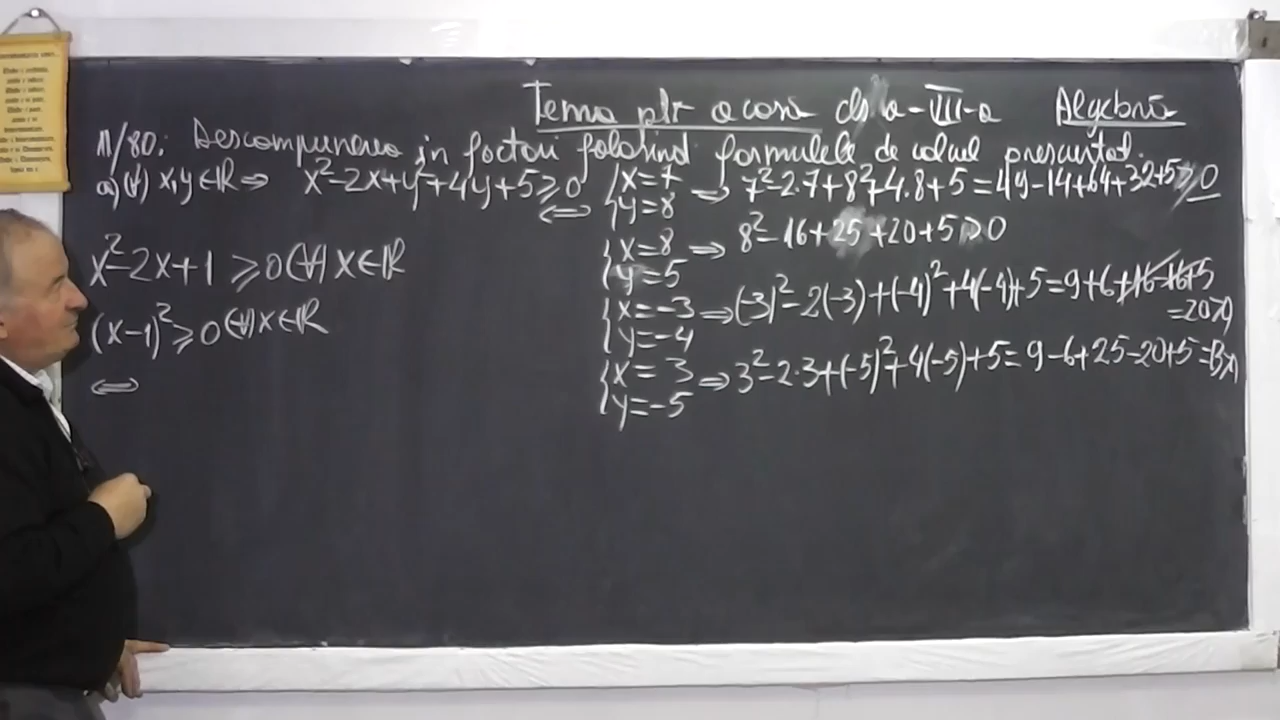 Tema ptr acasă cls a-VIII-a Algebră
11/80: Descompunerea în factori folosind formulele de calcul prescurtat.
a) (∀) x,y∈ℝ ⇒ x²-2x+y²+4y+5⩾0
⇔
x²-2x+1 ⩾0 (∀) x∈ℝ
(x-1)²⩾0 (∀) x∈ℝ
⇔
{x=7 y=8 ⇒ 7²-2·7+8²+4·8+5=49-14+64+32+5⩾0
{x=8 y=5 ⇒ 8²-16+25+20+5⩾0
{x=-3 y=-4 ⇒ (-3)²-2(-3)+(-4)²+4(-4)+5=9+6+16-16+5
=20⩾0
{x=3 y=-5 ⇒ 3²-2·3+(-5)²+4(-5)+5=9-6+25-20+5=13⩾0